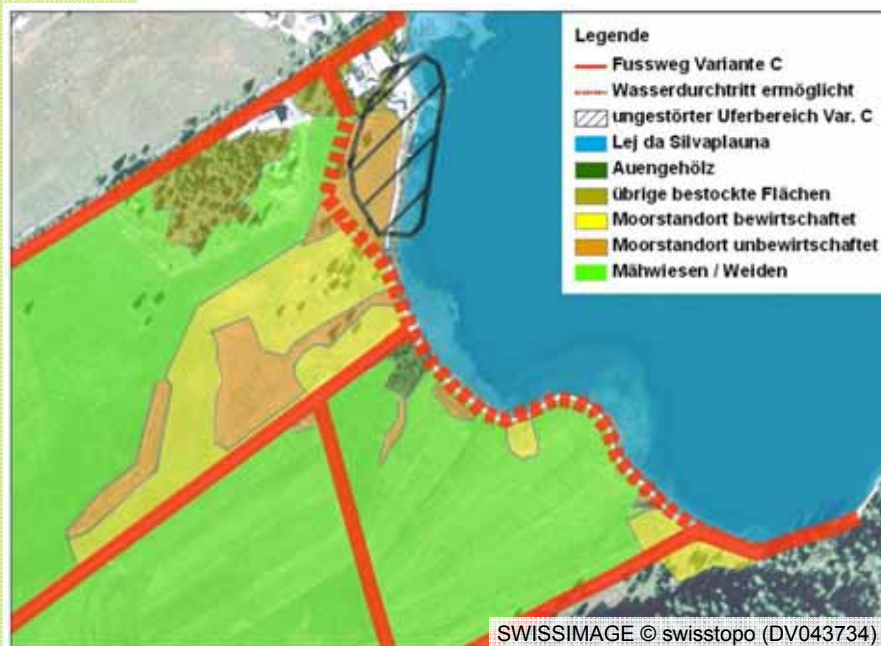 Legende
Fussweg Variante C
Wasserdurchtritt ermöglicht
ungestörter Uferbereich Var. C
Lej da Silvaplauna
Auengehölz
übrige bestockte Flächen
Moorstandort bewirtschaftet
Moorstandort unbewirtschaftet
Mähwiesen / Weiden
SWISSIMAGE © swisstopo (DV043734)